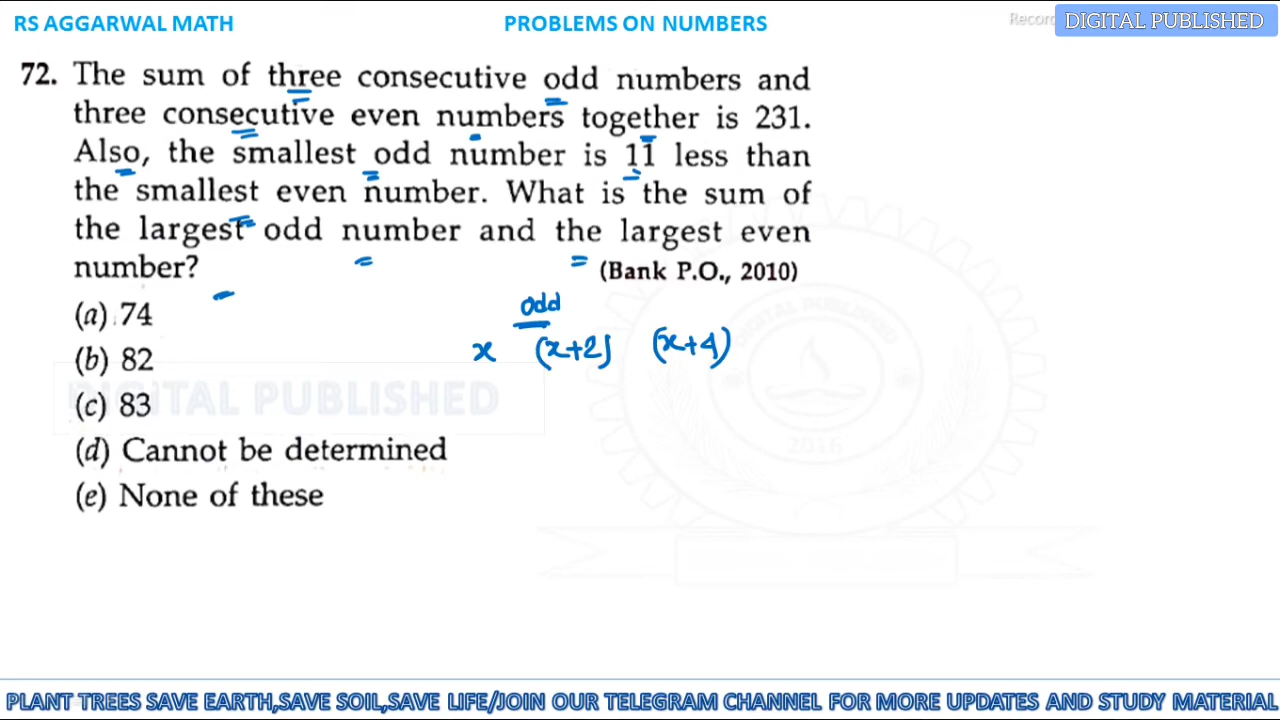 RS AGGARWAL MATH
PROBLEMS ON NUMBERS
Recor
DIGITAL PUBLISHED
72. The sum of three consecutive odd numbers and
three consecutive even numbers together is 231.
Also, the smallest odd number is 11 less than
the smallest even number. What is the sum of
the largest odd number and the largest even
number?
(Bank P.O., 2010)
(a) 74
odd
x (x+2) (x+4)
(b) 82
(c) 83
DIGITAL PUBLISHED
(d) Cannot be determined
2016
(e) None of these
PLANT TREES SAVE EARTH,SAVE SOIL,SAVE LIFE/JOIN OUR TELEGRAM CHANNEL FOR MORE UPDATES AND STUDY MATERIAL